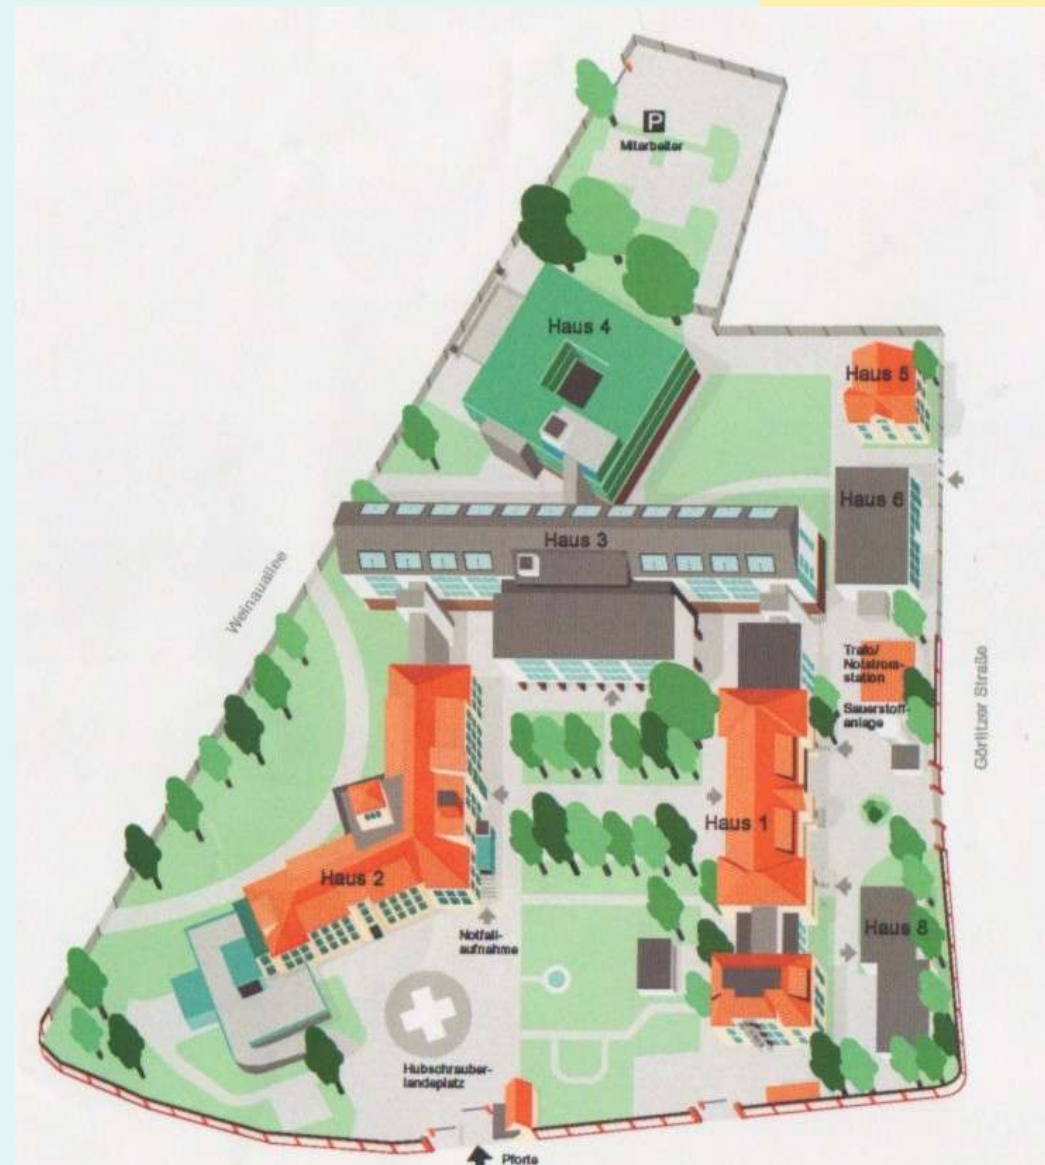 P
Mitarbeiter
Haus 4
Haus 5
Haus 6
Haus 3
Weinauallee
Trafo/
Notstrom-
station
Sauerstoff-
anlage
Görlitzer Straße
Haus 1
Haus 2
Haus 8
Notfall-
aufnahme
Hubschrauber-
landeplatz
Pforte